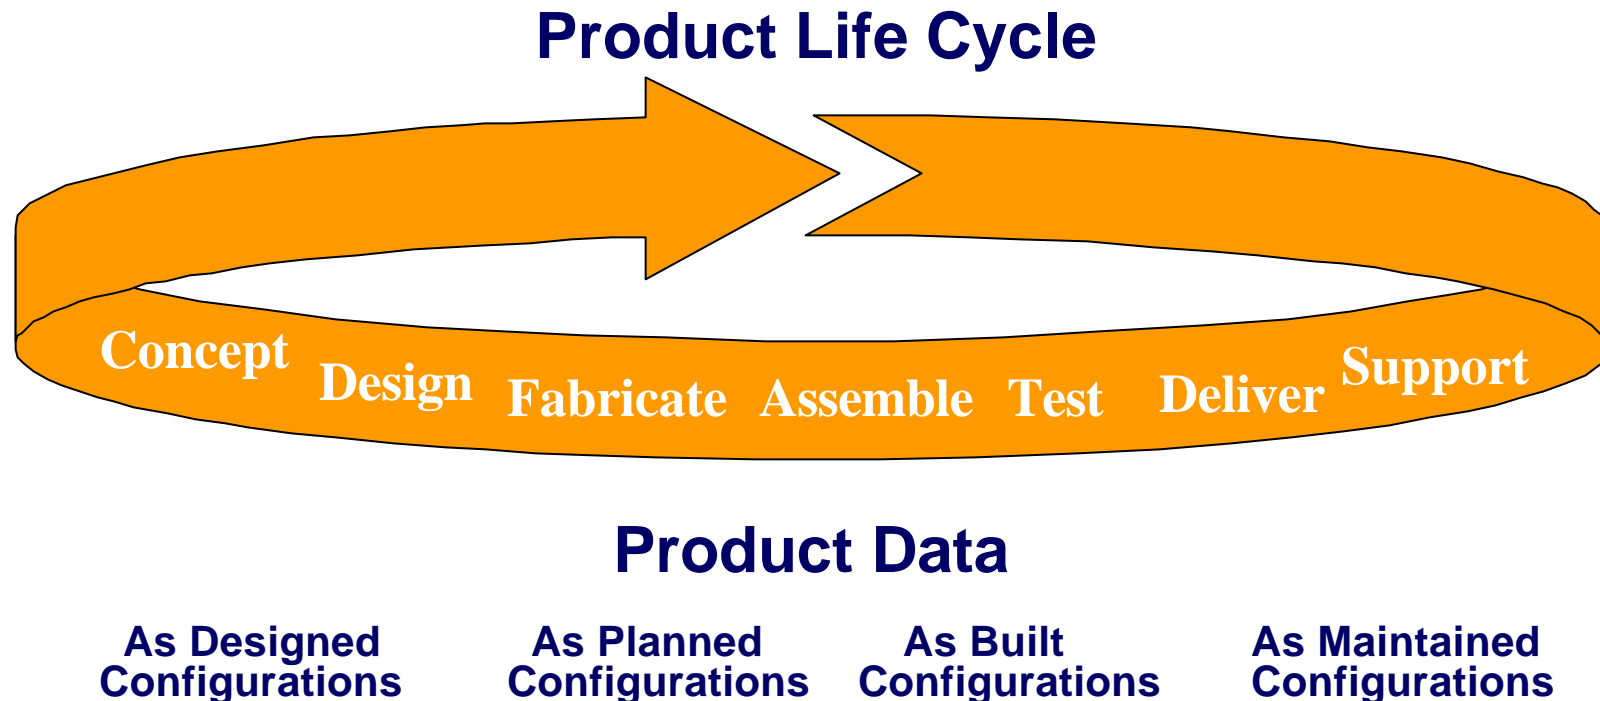 Product Life Cycle
Concept Design Fabricate Assemble Test Deliver Support
Product Data
As Designed Configurations
As Planned Configurations
As Built Configurations
As Maintained Configurations